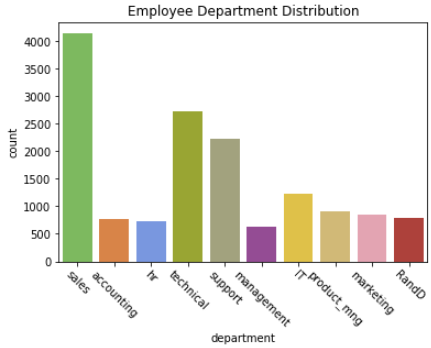 Employee Department Distribution
count
4000
3500
3000
2500
2000
1500
1000
500
0
sales
accounting
hr
technical
support
management
IT
product_mng
marketing
RandD
department